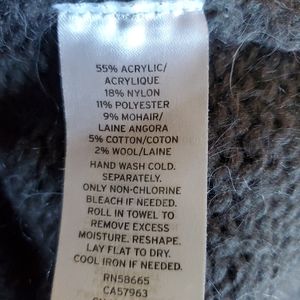 55% ACRYLIC/
ACRYLIQUE
18% NYLON
11% POLYESTER
9% MOHAIR/
LAINE ANGORA
5% COTTON/COTON
2% WOOL/LAINE
HAND WASH COLD.
SEPARATELY.
ONLY NON-CHLORINE
BLEACH IF NEEDED.
ROLL IN TOWEL TO
REMOVE EXCESS
MOISTURE. RESHAPE.
LAY FLAT TO DRY.
COOL IRON IF NEEDED.
RN58665
CA57963